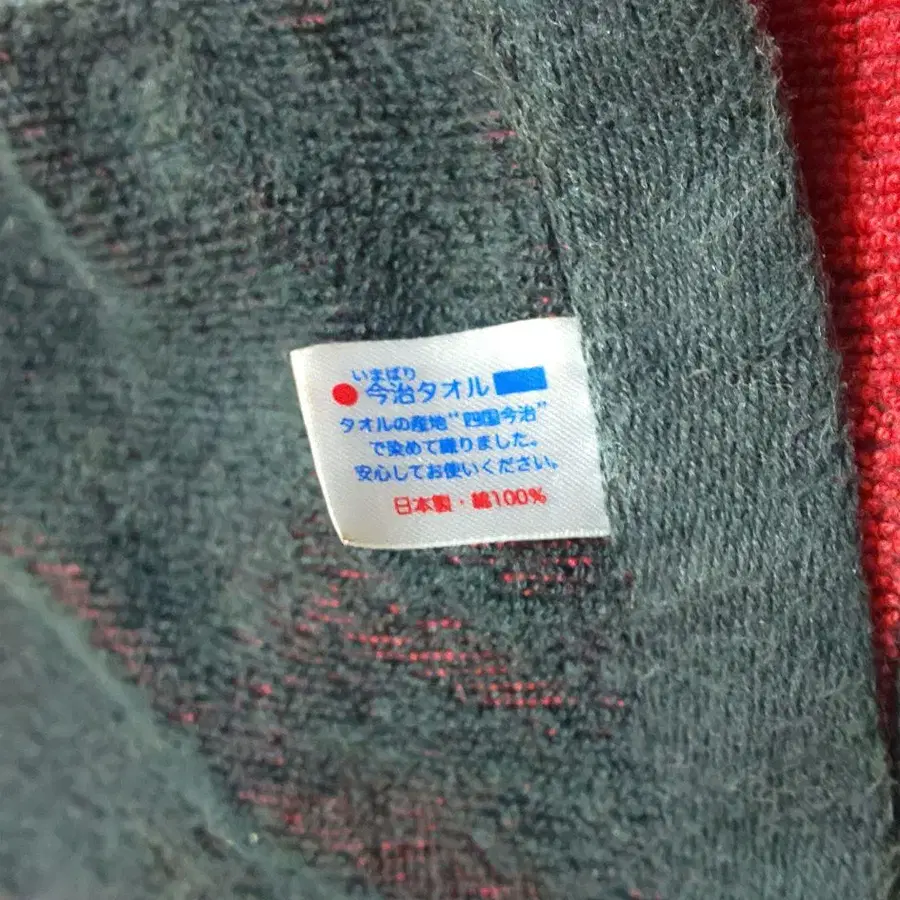 いまばり
今治タオル
タオルの産地"四国今治"
で染めて織りました。
安心してお使いください。
日本製・綿100%